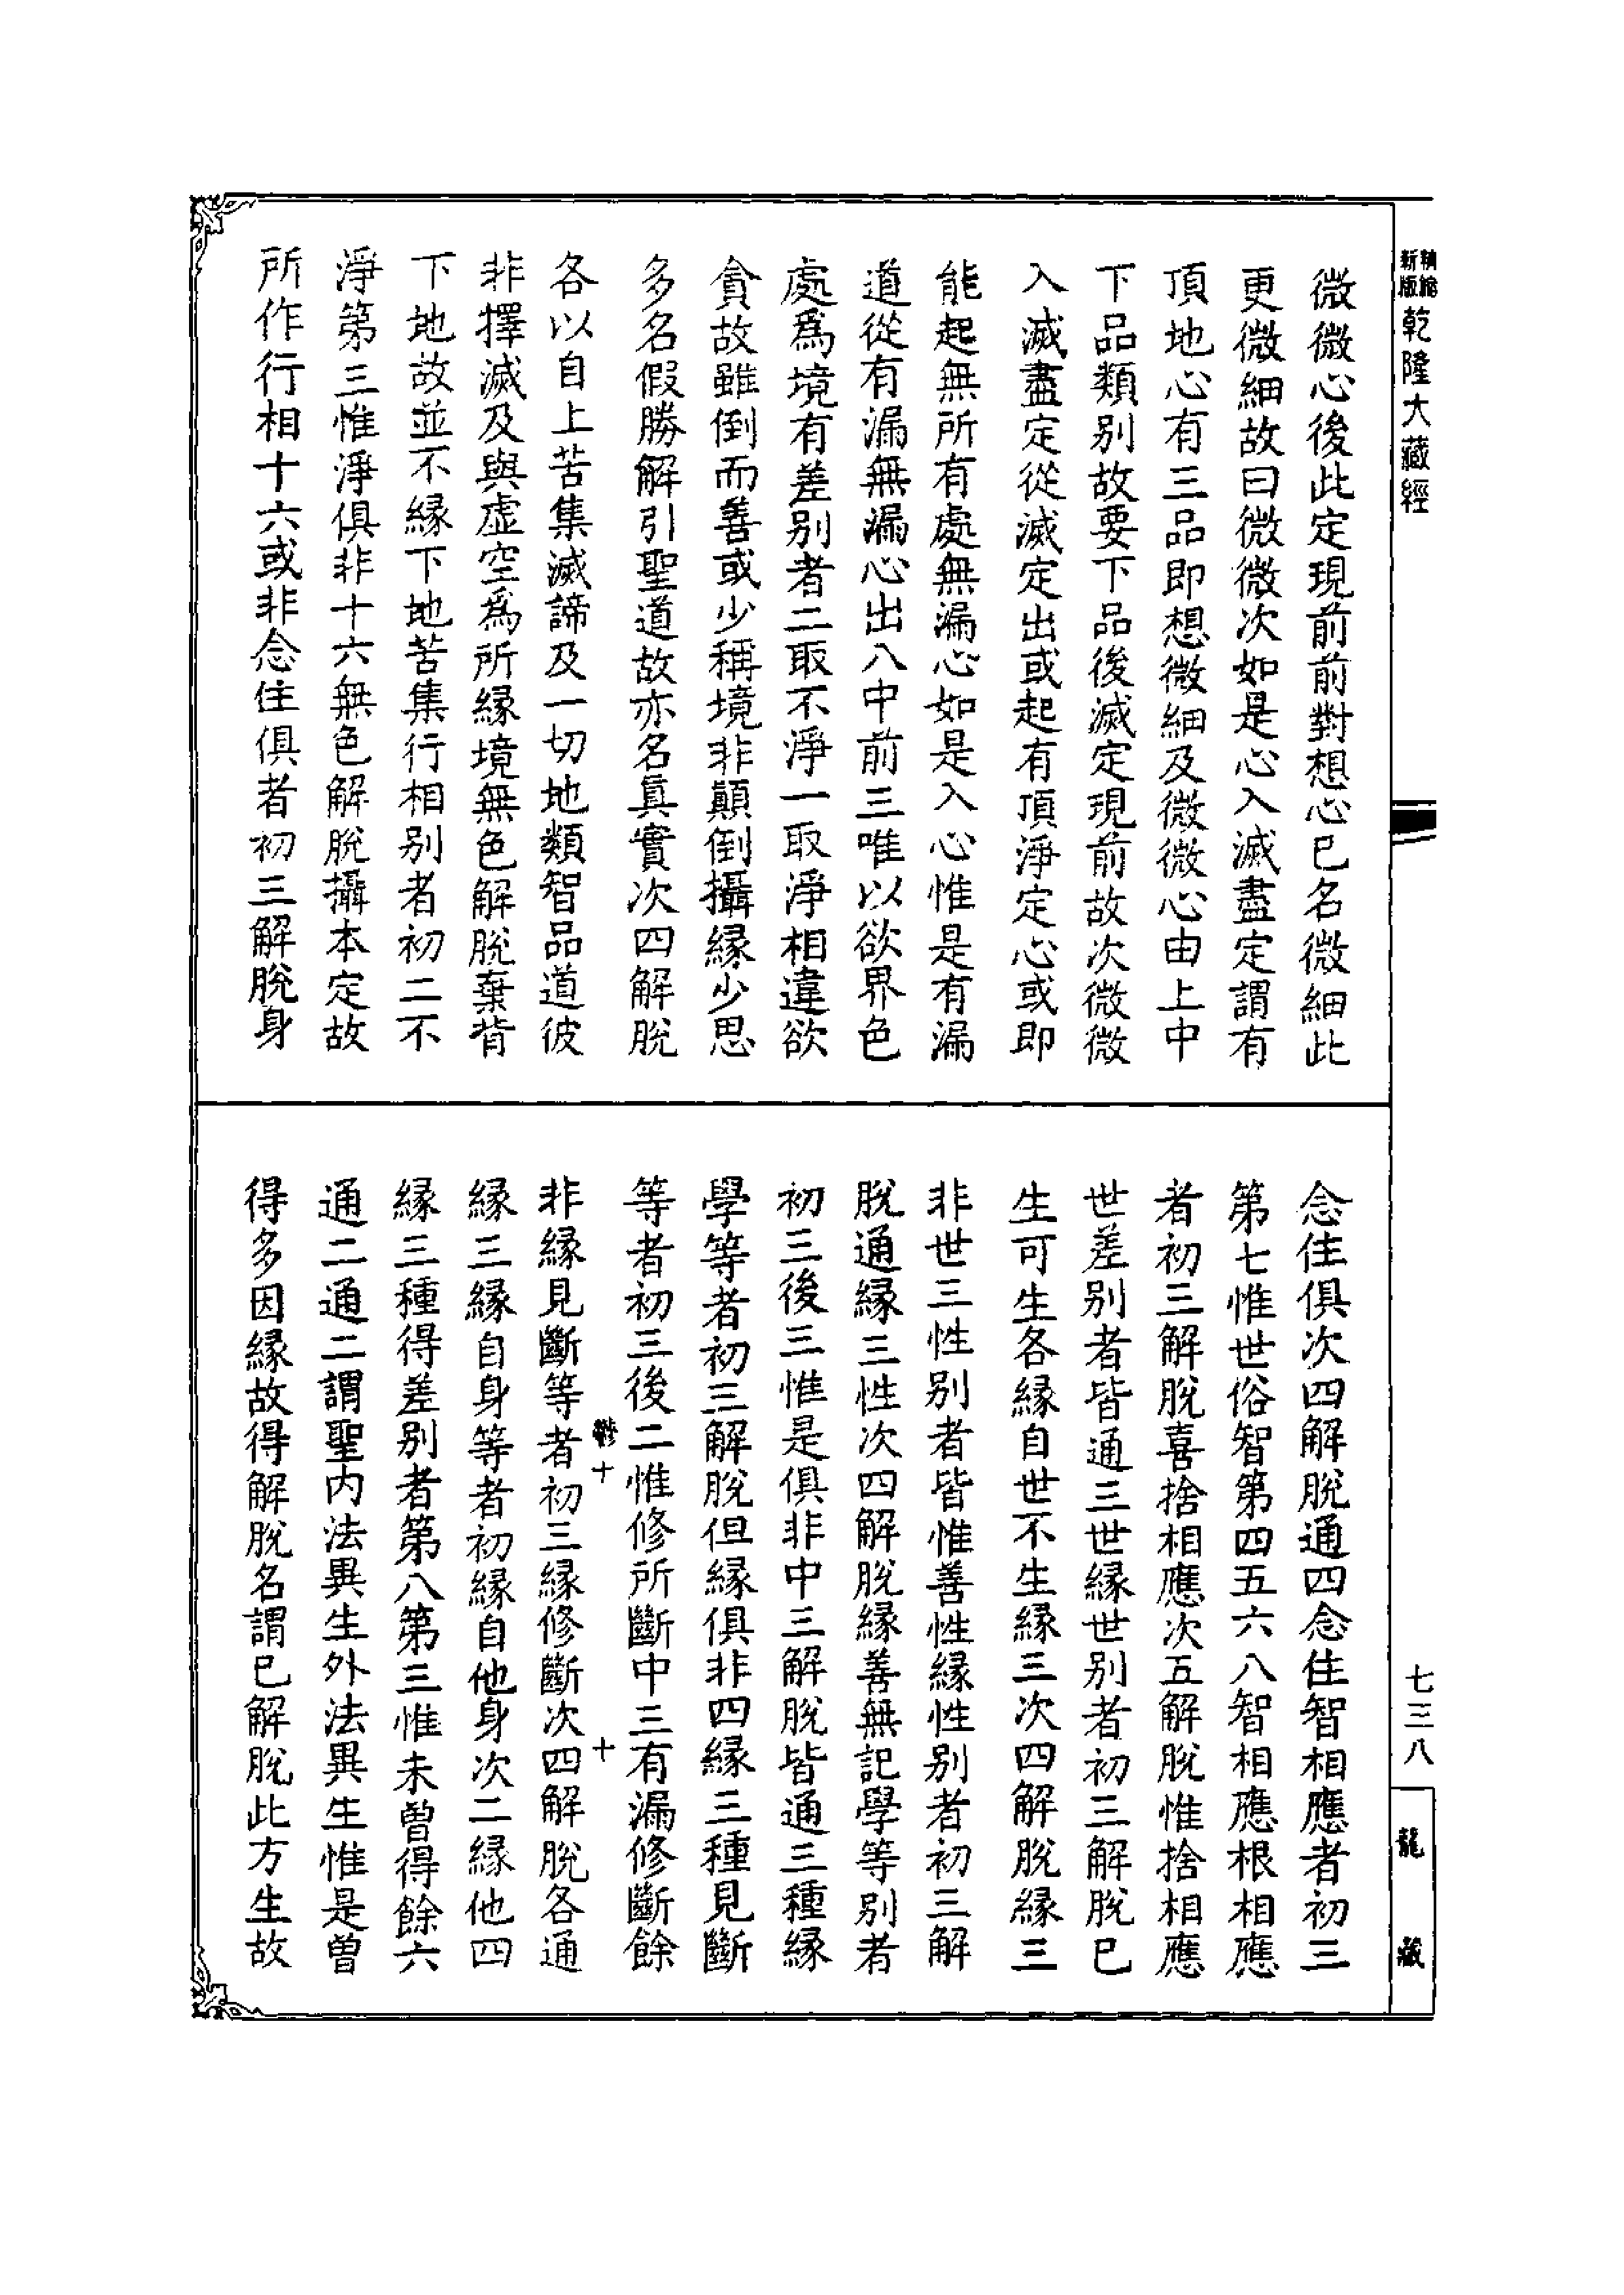 精縮新版乾隆大藏經
微微心後此定現前前對想心已名微細此
更微細故曰微微次如是心入滅盡定謂有
頂地心有三品即想微細及微微心由上中
下品類别故要下品後滅定現前故次微微
入滅盡定從滅定出或起有頂淨定心或即
能起無所有處無漏心如是入心惟是有漏
道從有漏無漏心出八中前三唯以欲界色
處爲境有差别者二取不淨一取淨相違欲
貪故雖倒而善或少稱境非顛倒攝緣少思
多名假勝解引聖道故亦名眞實次四解脫
各以自上苦集滅諦及一切地類智品道彼
非擇滅及與虛空爲所緣境無色解脫棄背
下地故並不緣下地苦集行相别者初二不
淨第三惟淨俱非十六無色解脫攝本定故
所作行相十六或非念住俱者初三解脫身
念住俱次四解脫通四念住智相應者初三
第七惟世俗智第四五六八智相應根相應
者初三解脫喜捨相應次五解脫惟捨相應
世差别者皆通三世緣世别者初三解脫已
生可生各緣自世不生緣三次四解脫緣三
非世三性别者皆惟善性緣性别者初三解
脫通緣三性次四解脫緣善無記學等别者
初三後三惟是俱非中三解脫皆通三種緣
學等者初三解脫但緣俱非四緣三種見斷
等者初三後二惟修所斷中三有漏修斷餘
十 十
非緣見斷等者初三緣修斷次四解脫各通
緣三緣自身等者初緣自他身次二緣他四
緣三種得差别者第八第三惟未曾得餘六
通二通二謂聖内法異生外法異生惟是曾
得多因緣故得解脫名謂已解脫此方生故
七三八
龍藏